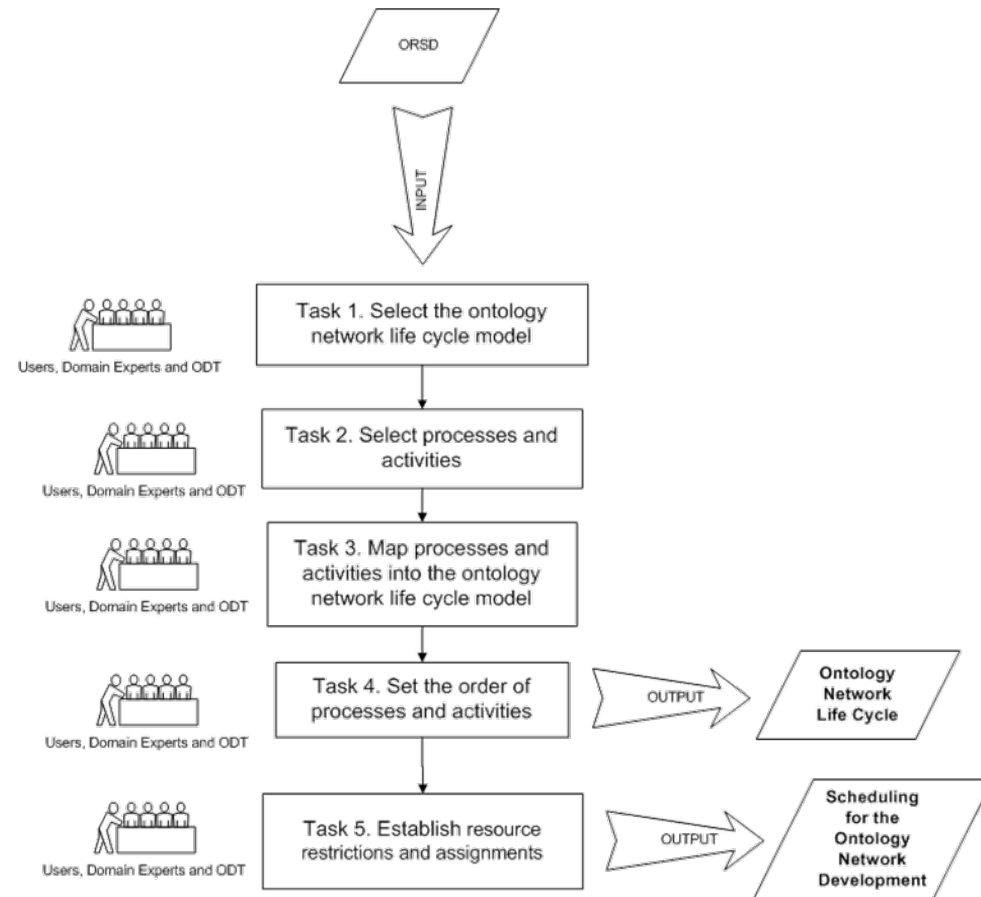 ORSD
INPUT
Task 1. Select the ontology
network life cycle model
Users, Domain Experts and ODT
Task 2. Select processes and
activities
Users, Domain Experts and ODT
Task 3. Map processes and
activities into the ontology
network life cycle model
Users, Domain Experts and ODT
Task 4. Set the order of
processes and activities
Users, Domain Experts and ODT
OUTPUT
Ontology
Network
Life Cycle
Task 5. Establish resource
restrictions and assignments
Users, Domain Experts and ODT
OUTPUT
Scheduling
for the
Ontology
Network
Development